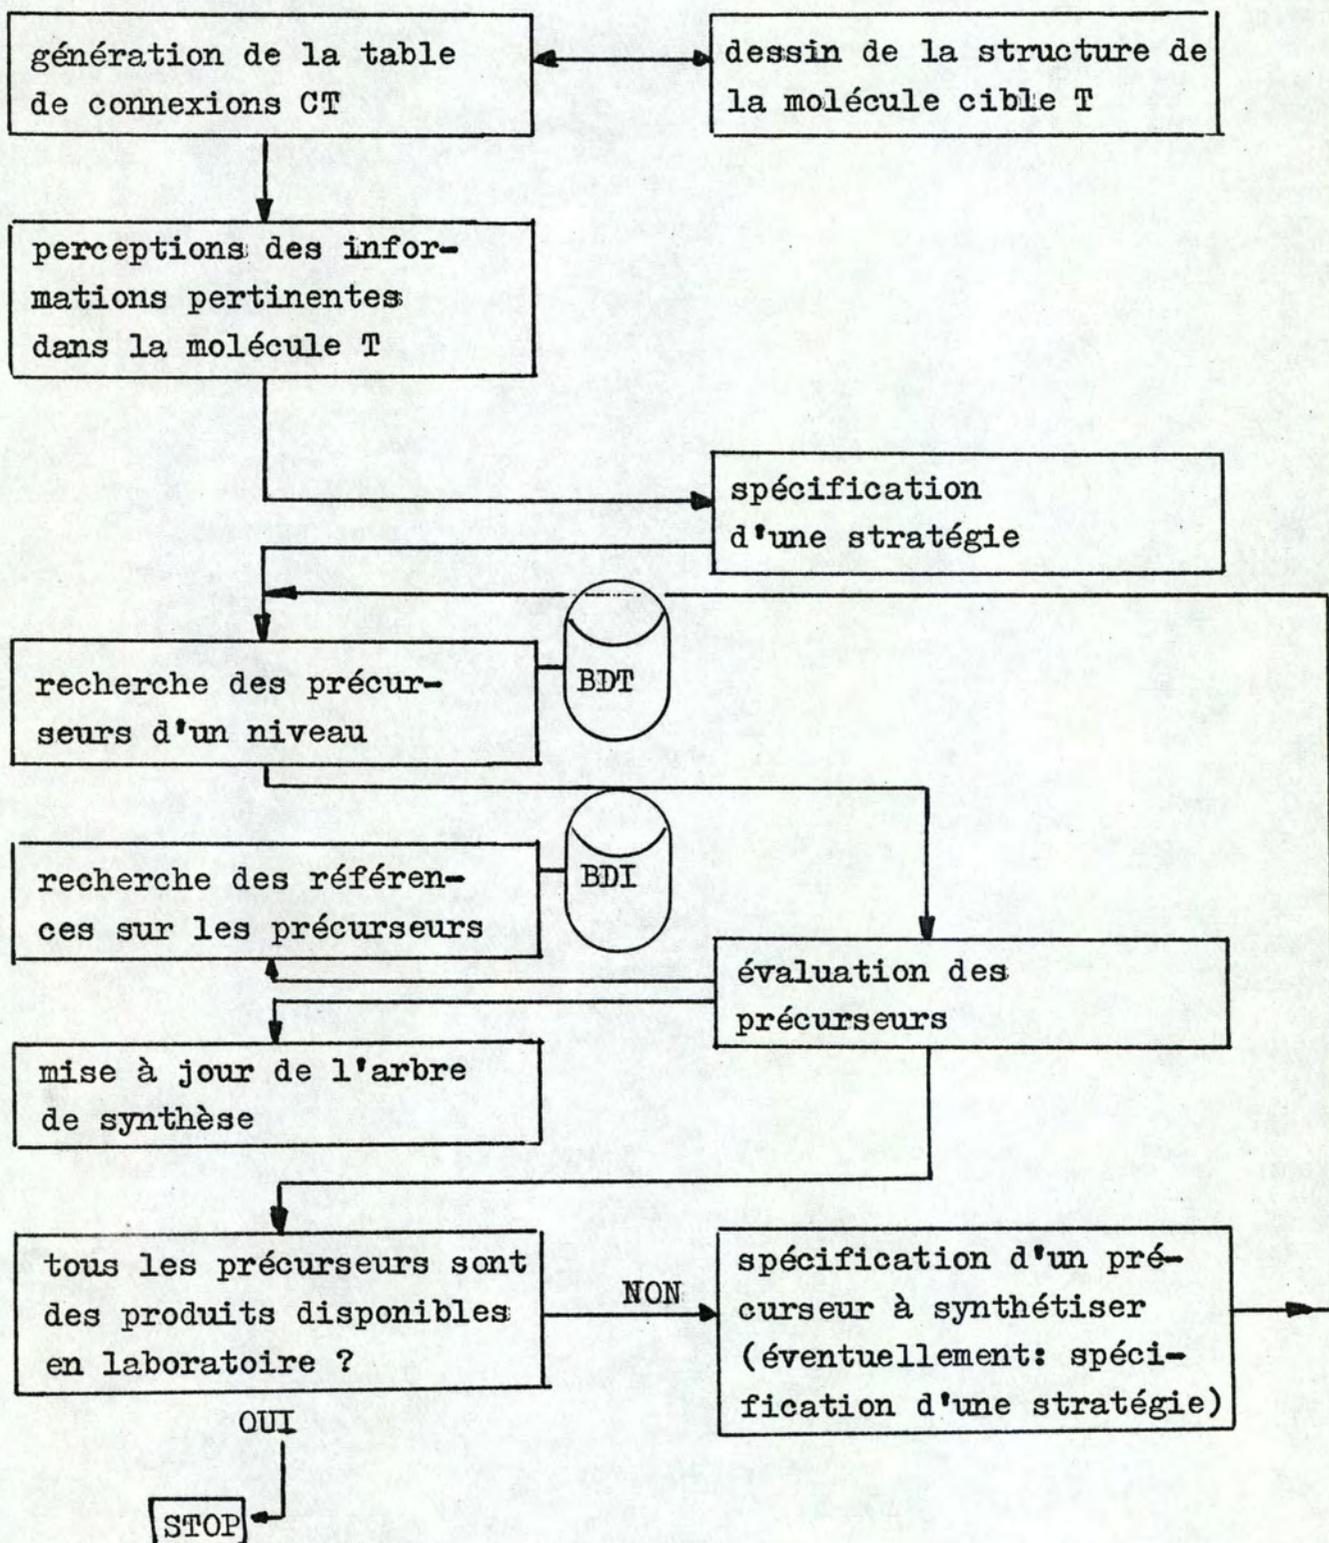 génération de la table
de connexions CT
dessin de la structure de
la molécule cible T
perceptions des infor-
mations pertinentes
dans la molécule T
spécification
d'une stratégie
recherche des précur-
seurs d'un niveau
BDT
recherche des référen-
ces sur les précurseurs
BDI
évaluation des
précurseurs
mise à jour de l'arbre
de synthèse
tous les précurseurs sont
des produits disponibles
en laboratoire ?
NON
spécification d'un pré-
curseur à synthétiser
(éventuellement: spéci-
fication d'une stratégie)
OUI
STOP